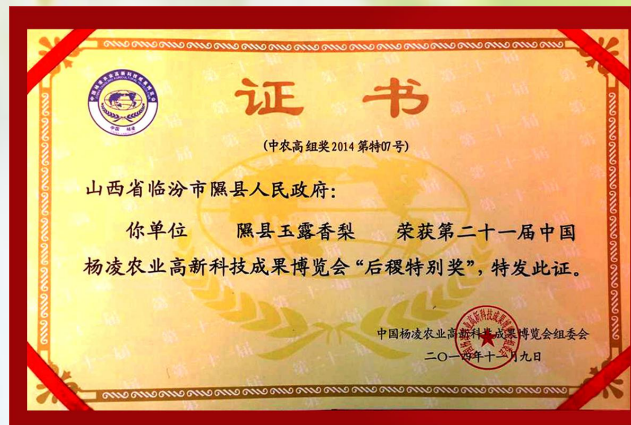 证书
(中农高组奖2014第特07号)
山西省临汾市隰县人民政府：
你单位 隰县玉露香梨 荣获第二十一届中国
杨凌农业高新科技成果博览会“后稷特别奖”，特发此证。
中国杨凌农业高新科技成果博览会组委会
二〇一四年十一月九日
中国 杨凌